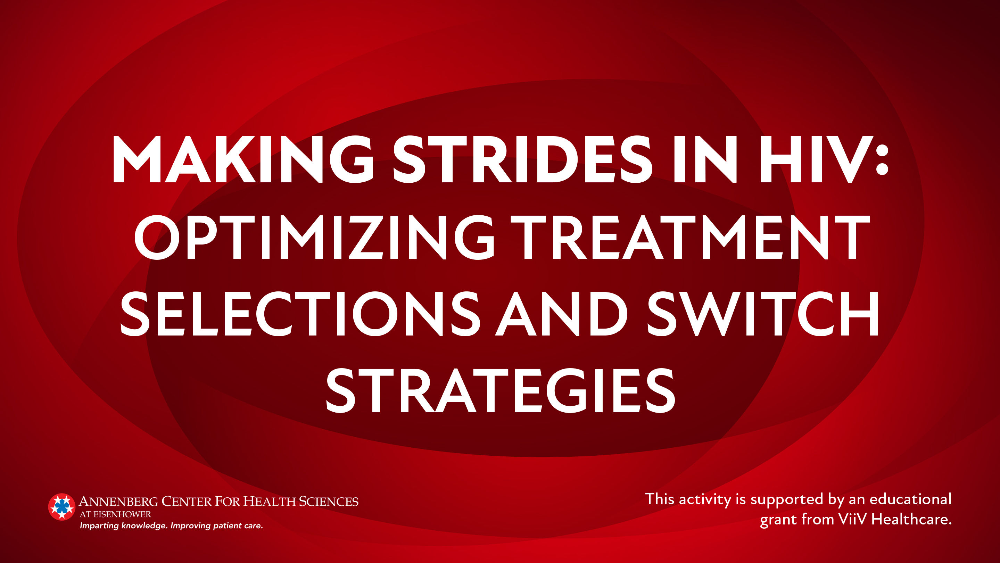 MAKING STRIDES IN HIV:
OPTIMIZING TREATMENT
SELECTIONS AND SWITCH
STRATEGIES
ANNENBERG CENTER FOR HEALTH SCIENCES
AT EISENHOWER
Imparting knowledge. Improving patient care.
This activity is supported by an educational
grant from ViiV Healthcare.